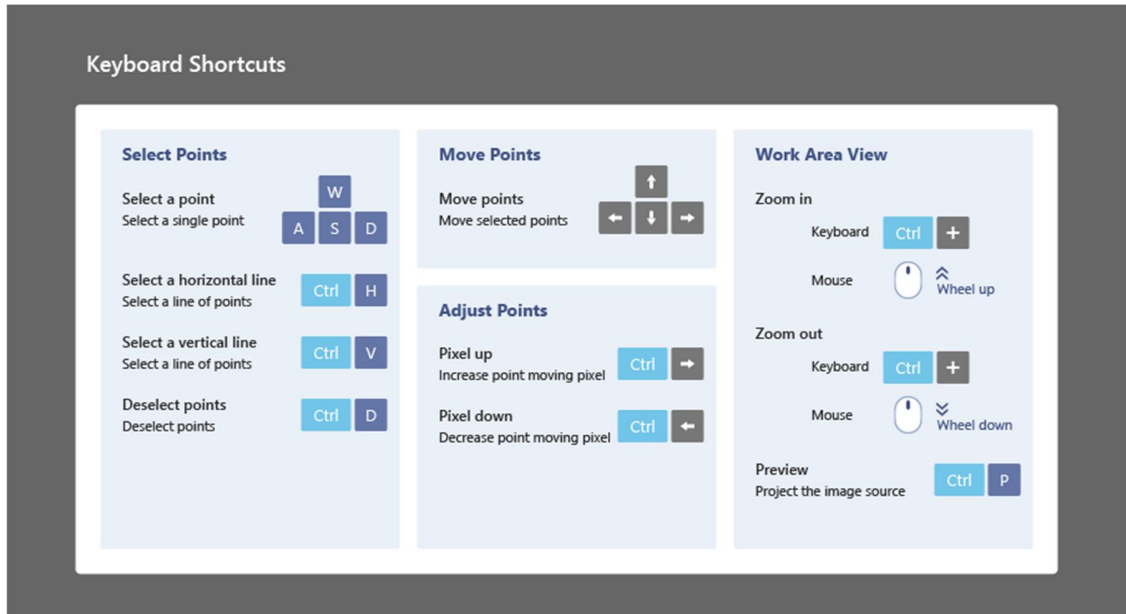 Keyboard Shortcuts
Select Points
Select a point
Select a single point
W
A S D
Select a horizontal line
Select a line of points
Ctrl H
Select a vertical line
Select a line of points
Ctrl V
Deselect points
Deselect points
Ctrl D
Move Points
Move points
Move selected points
↑
← ↓ →
Adjust Points
Pixel up
Increase point moving pixel
Ctrl →
Pixel down
Decrease point moving pixel
Ctrl ←
Work Area View
Zoom in
Keyboard Ctrl +
Mouse
Wheel up
Zoom out
Keyboard Ctrl +
Mouse
Wheel down
Preview
Project the image source
Ctrl P